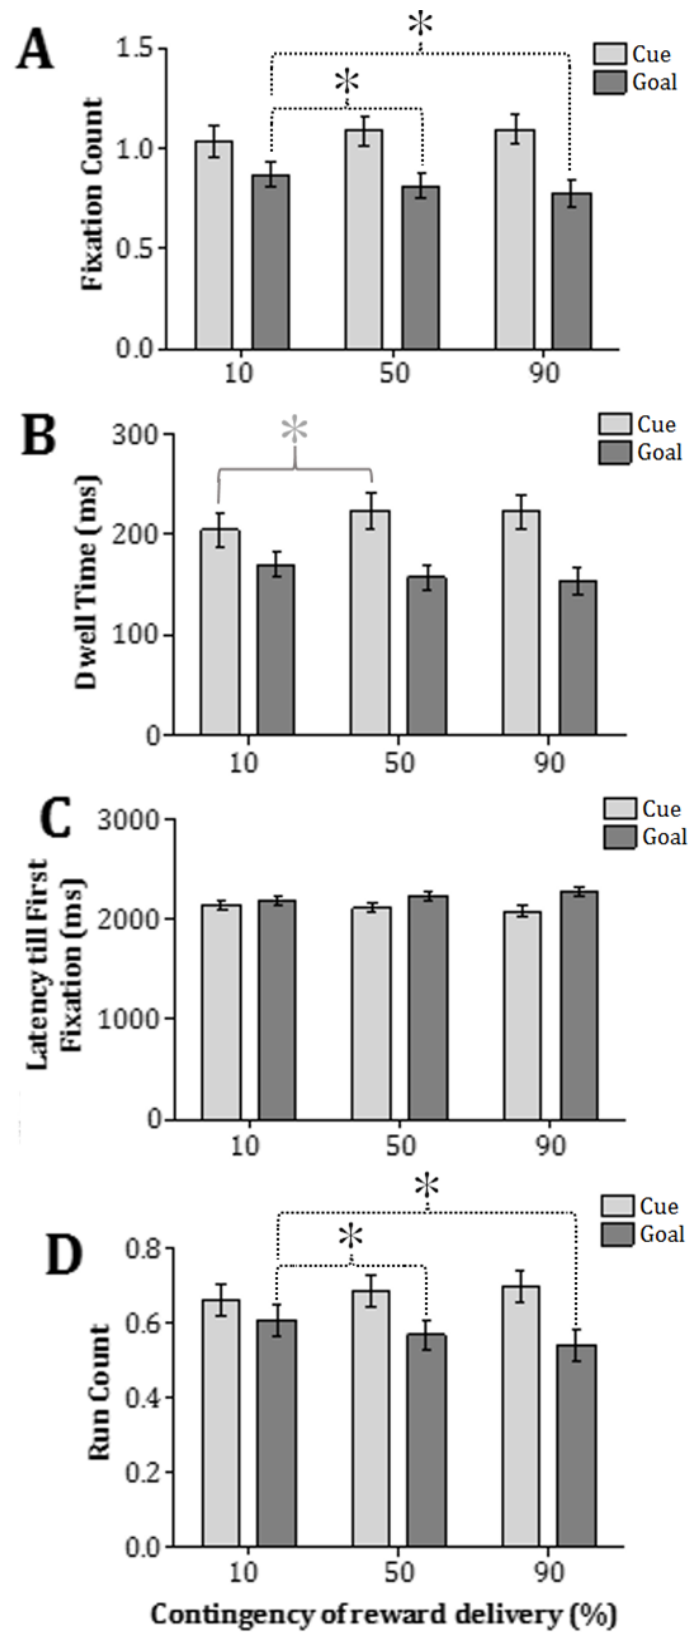 A
*
*
Cue
Goal
Fixation Count
1.5
1.0
0.5
0.0
10 50 90
B
*
Cue
Goal
Dwell Time (ms)
300
200
100
0
10 50 90
C
Cue
Goal
Latency till First
Fixation (ms)
3000
2000
1000
0
10 50 90
D
*
*
Cue
Goal
Run Count
0.8
0.6
0.4
0.2
0.0
10 50 90
Contingency of reward delivery (%)